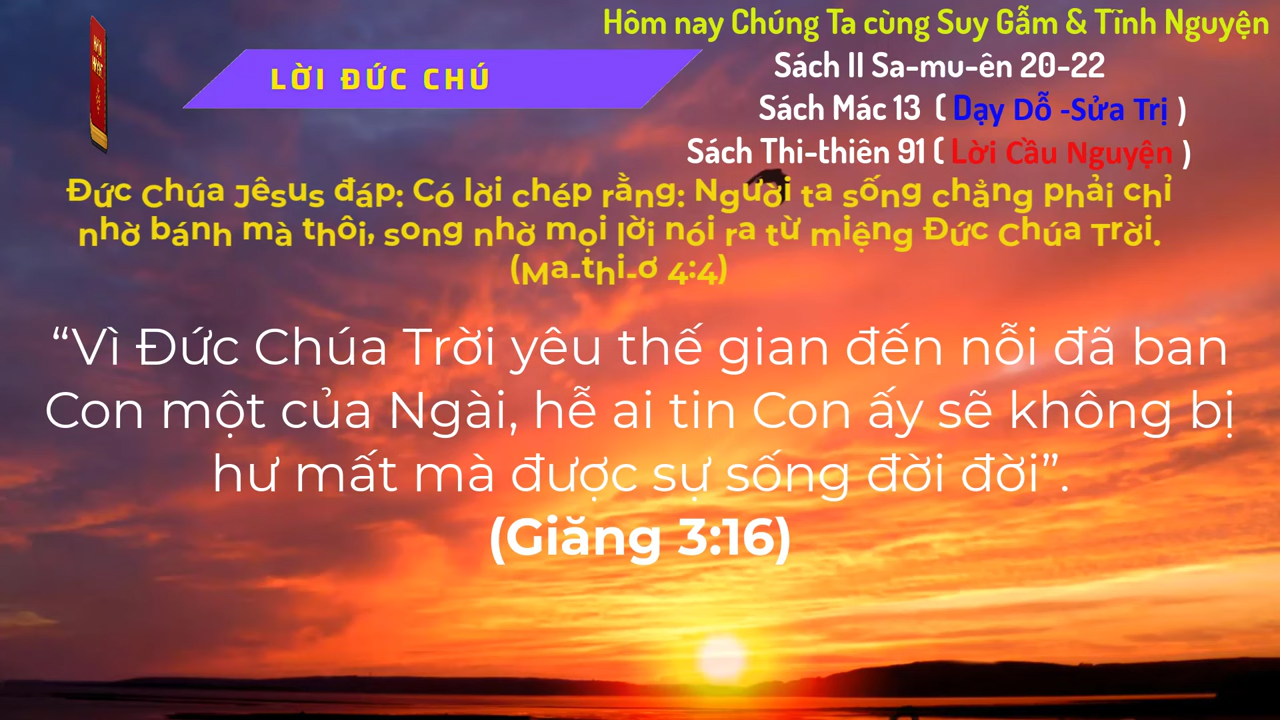 Hôm nay Chúng Ta cùng Suy Gẫm & Tĩnh Nguyện
LỜI ĐỨC CHÚ
Sách II Sa-mu-ên 20-22
Sách Mác 13 ( Dạy Dỗ -Sửa Trị )
Sách Thi-thiên 91 ( Lời Cầu Nguyện )
Đức Chúa Jêsus đáp: Có lời chép rằng: Người ta sống chẳng phải chỉ
nhờ bánh mà thôi, song nhờ mọi lời nói ra từ miệng Đức Chúa Trời.
(Ma-thi-ơ 4:4)
“Vì Đức Chúa Trời yêu thế gian đến nỗi đã ban
Con một của Ngài, hễ ai tin Con ấy sẽ không bị
hư mất mà được sự sống đời đời”.
(Giăng 3:16)